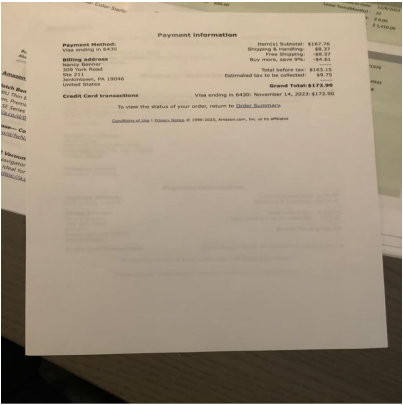 Payment information
Payment Method:
Visa ending in 6430
Item(s) Subtotal: $167.76
Shipping & Handling: $8.37
Free Shipping: -$8.37
Buy more, save 9%: -$4.61
-----
Billing address
Nancy Benner
309 York Road
Ste 211
Jenkintown, PA 19046
United States
Total before tax: $163.15
Estimated tax to be collected: $9.75
-----
Grand Total: $172.90
Credit Card transactions
Visa ending in 6430: November 14, 2023: $172.90
To view the status of your order, return to Order Summary.
Conditions of Use | Privacy Notice © 1996-2023, Amazon.com, Inc. or its affiliates